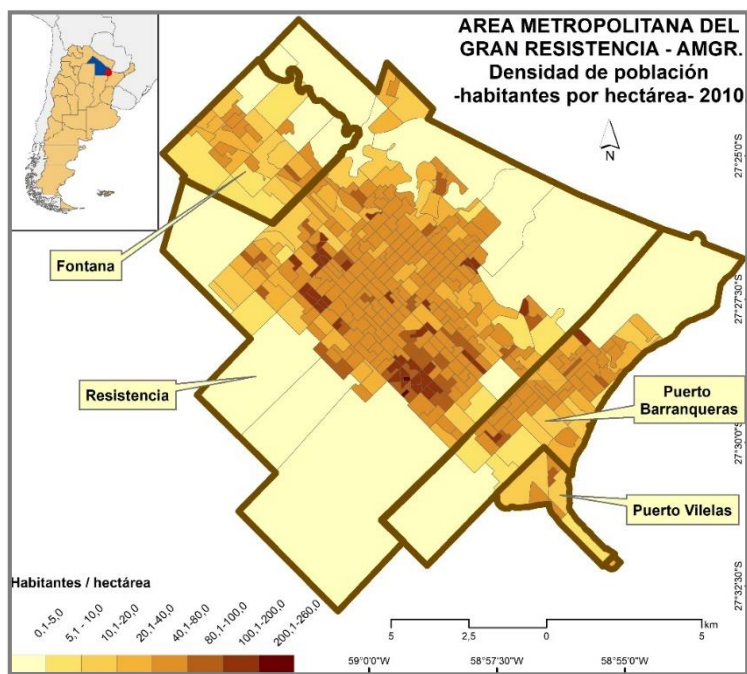 AREA METROPOLITANA DEL
GRAN RESISTENCIA - AMGR.
Densidad de población
-habitantes por hectárea- 2010
N
27°25'0"S
27°27'30"S
27°30'0"S
27°32'30"S
Fontana
Resistencia
Puerto
Barranqueras
Puerto Vilelas
Habitantes / hectárea
0,1-5,0
5,1 -10,0
10,1-20,0
20,1-40,0
40,1-80,0
80,1-100,0
100,1-200,0
200,1-260,0
km
5
2,5
0
5
59°0'0"W
58°57'30"W
58°55'0"W